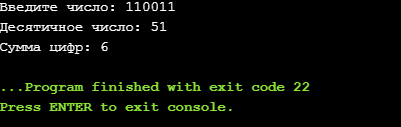 Введите число: 110011
Десятичное число: 51
Сумма цифр: 6
...Program finished with exit code 22
Press ENTER to exit console.